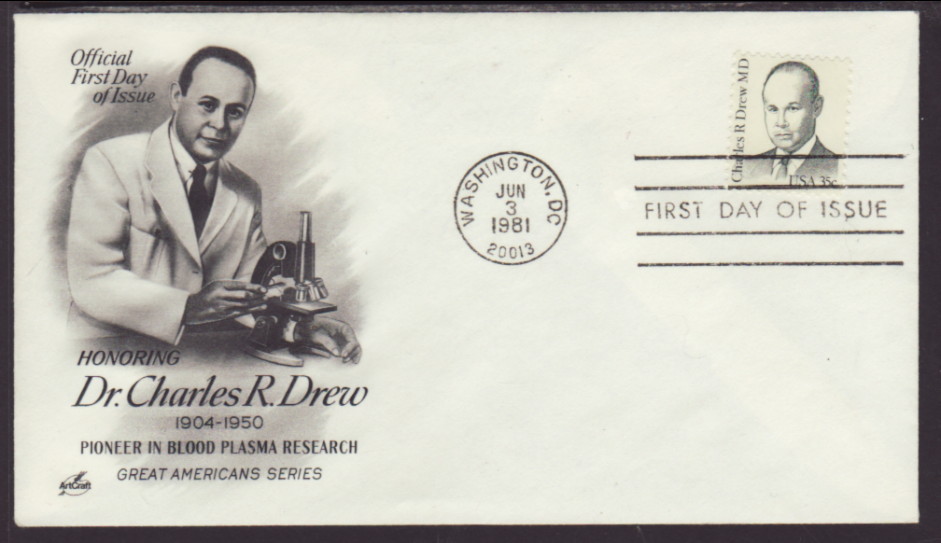 Official
First Day
of Issue
HONORING
Dr. Charles R. Drew
1904-1950
PIONEER IN BLOOD PLASMA RESEARCH
GREAT AMERICANS SERIES
ArtCraft
WASHINGTON, DC
JUN
3
1981
20013
Charles R Drew MD
USA 35c
FIRST DAY OF ISSUE